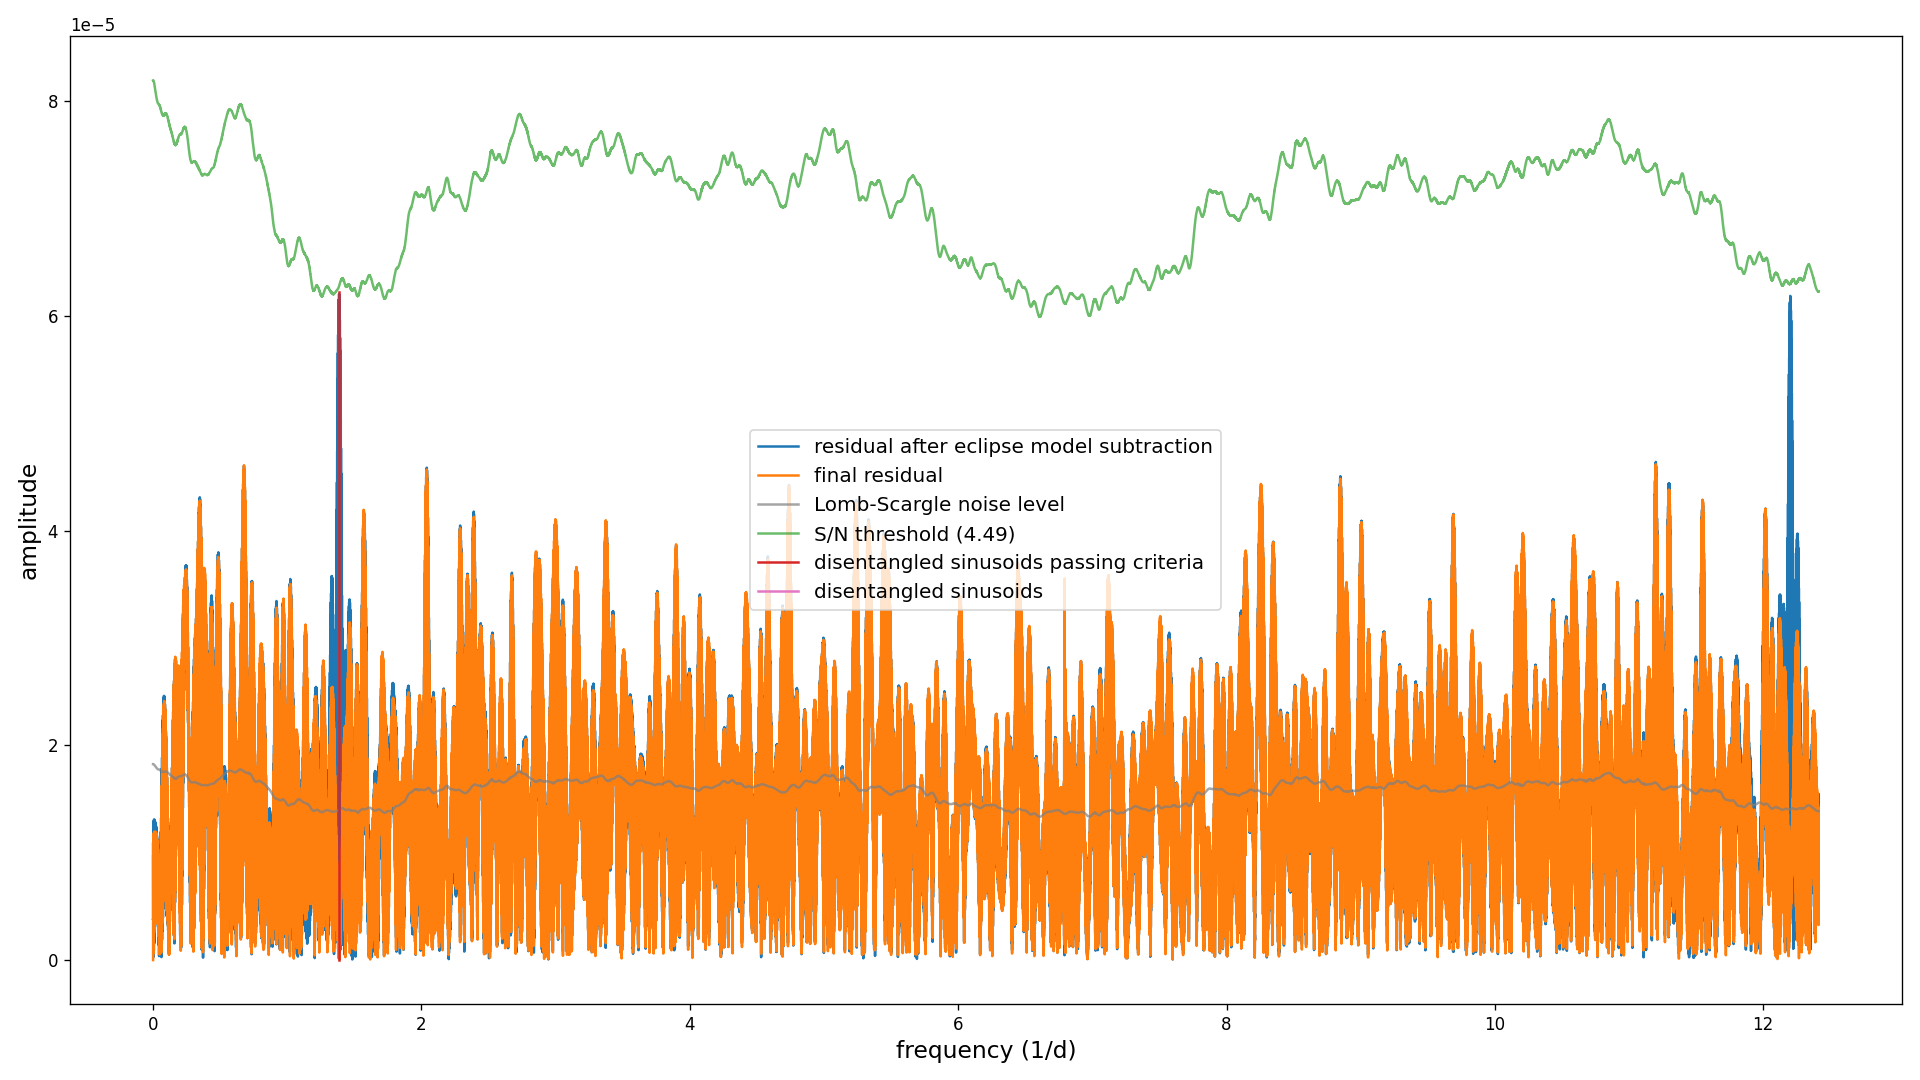 1e−5
8
6
4
2
0
amplitude
residual after eclipse model subtraction
final residual
Lomb-Scargle noise level
S/N threshold (4.49)
disentangled sinusoids passing criteria
disentangled sinusoids
0 2 4 6 8 10 12
frequency (1/d)